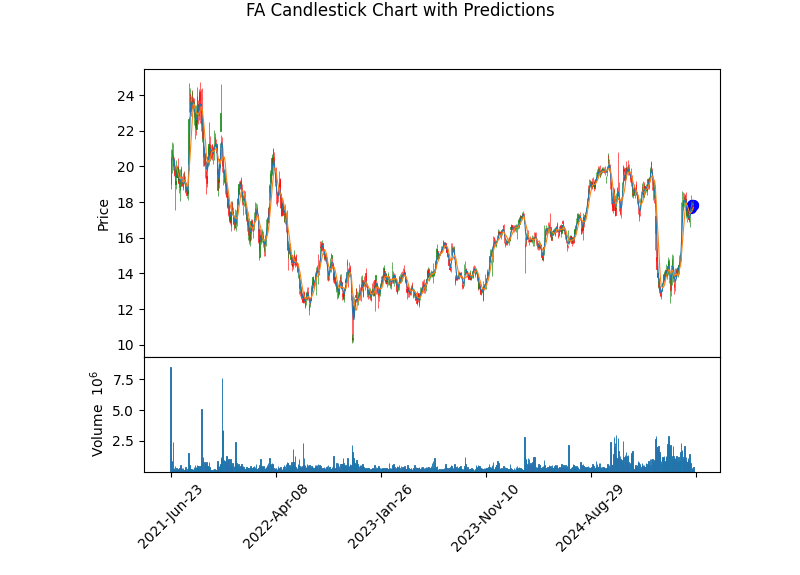 FA Candlestick Chart with Predictions
24
22
20
18
16
14
12
10
Price
7.5
5.0
2.5
Volume 10^6
2021-Jun-23
2022-Apr-08
2023-Jan-26
2023-Nov-10
2024-Aug-29